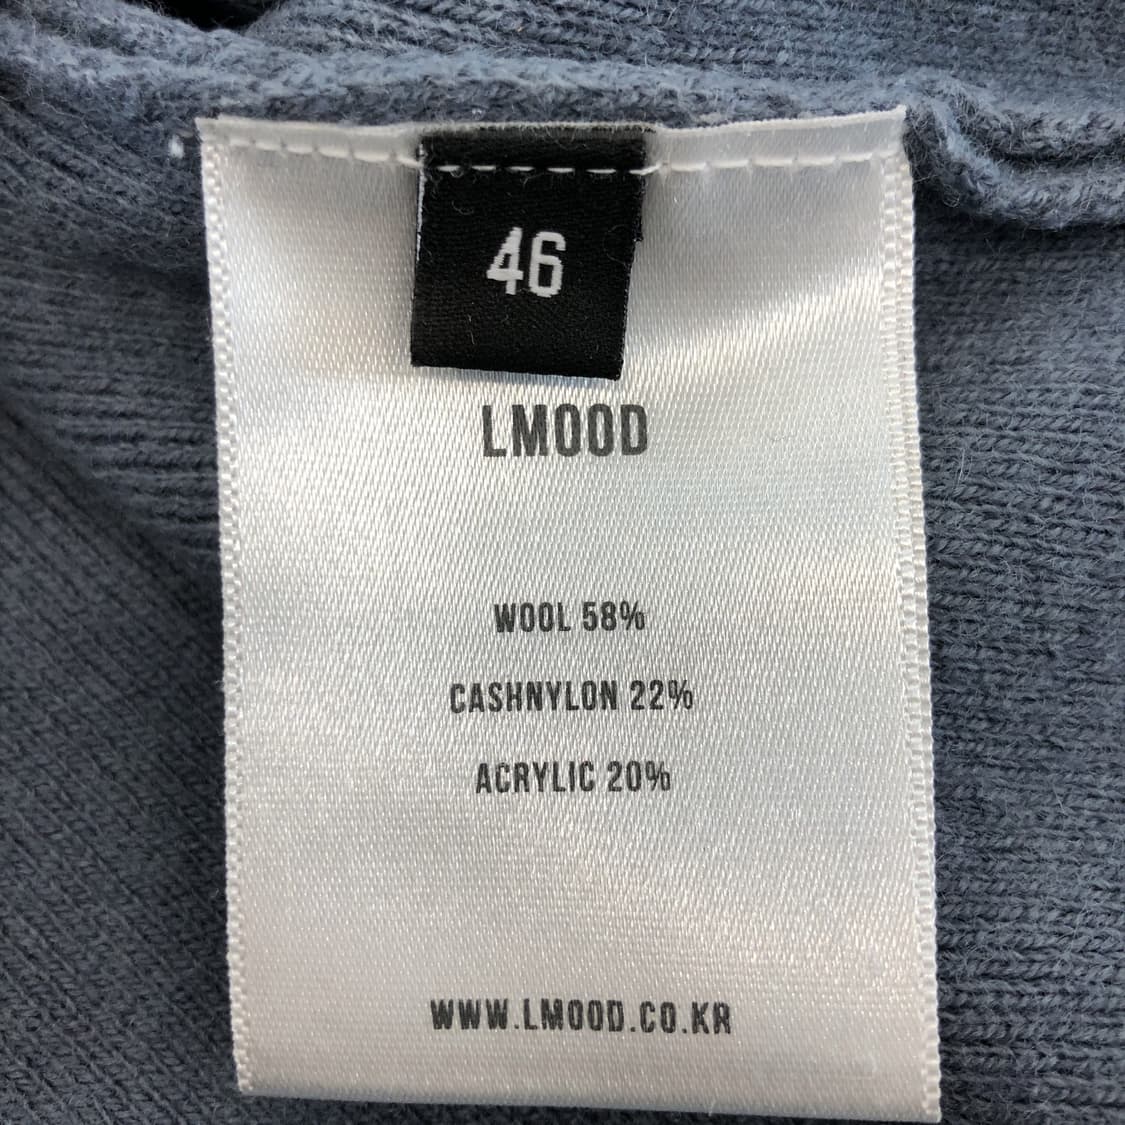 46
LMOOD
WOOL 58%
CASHNYLON 22%
ACRYLIC 20%
WWW.LMOOD.CO.KR